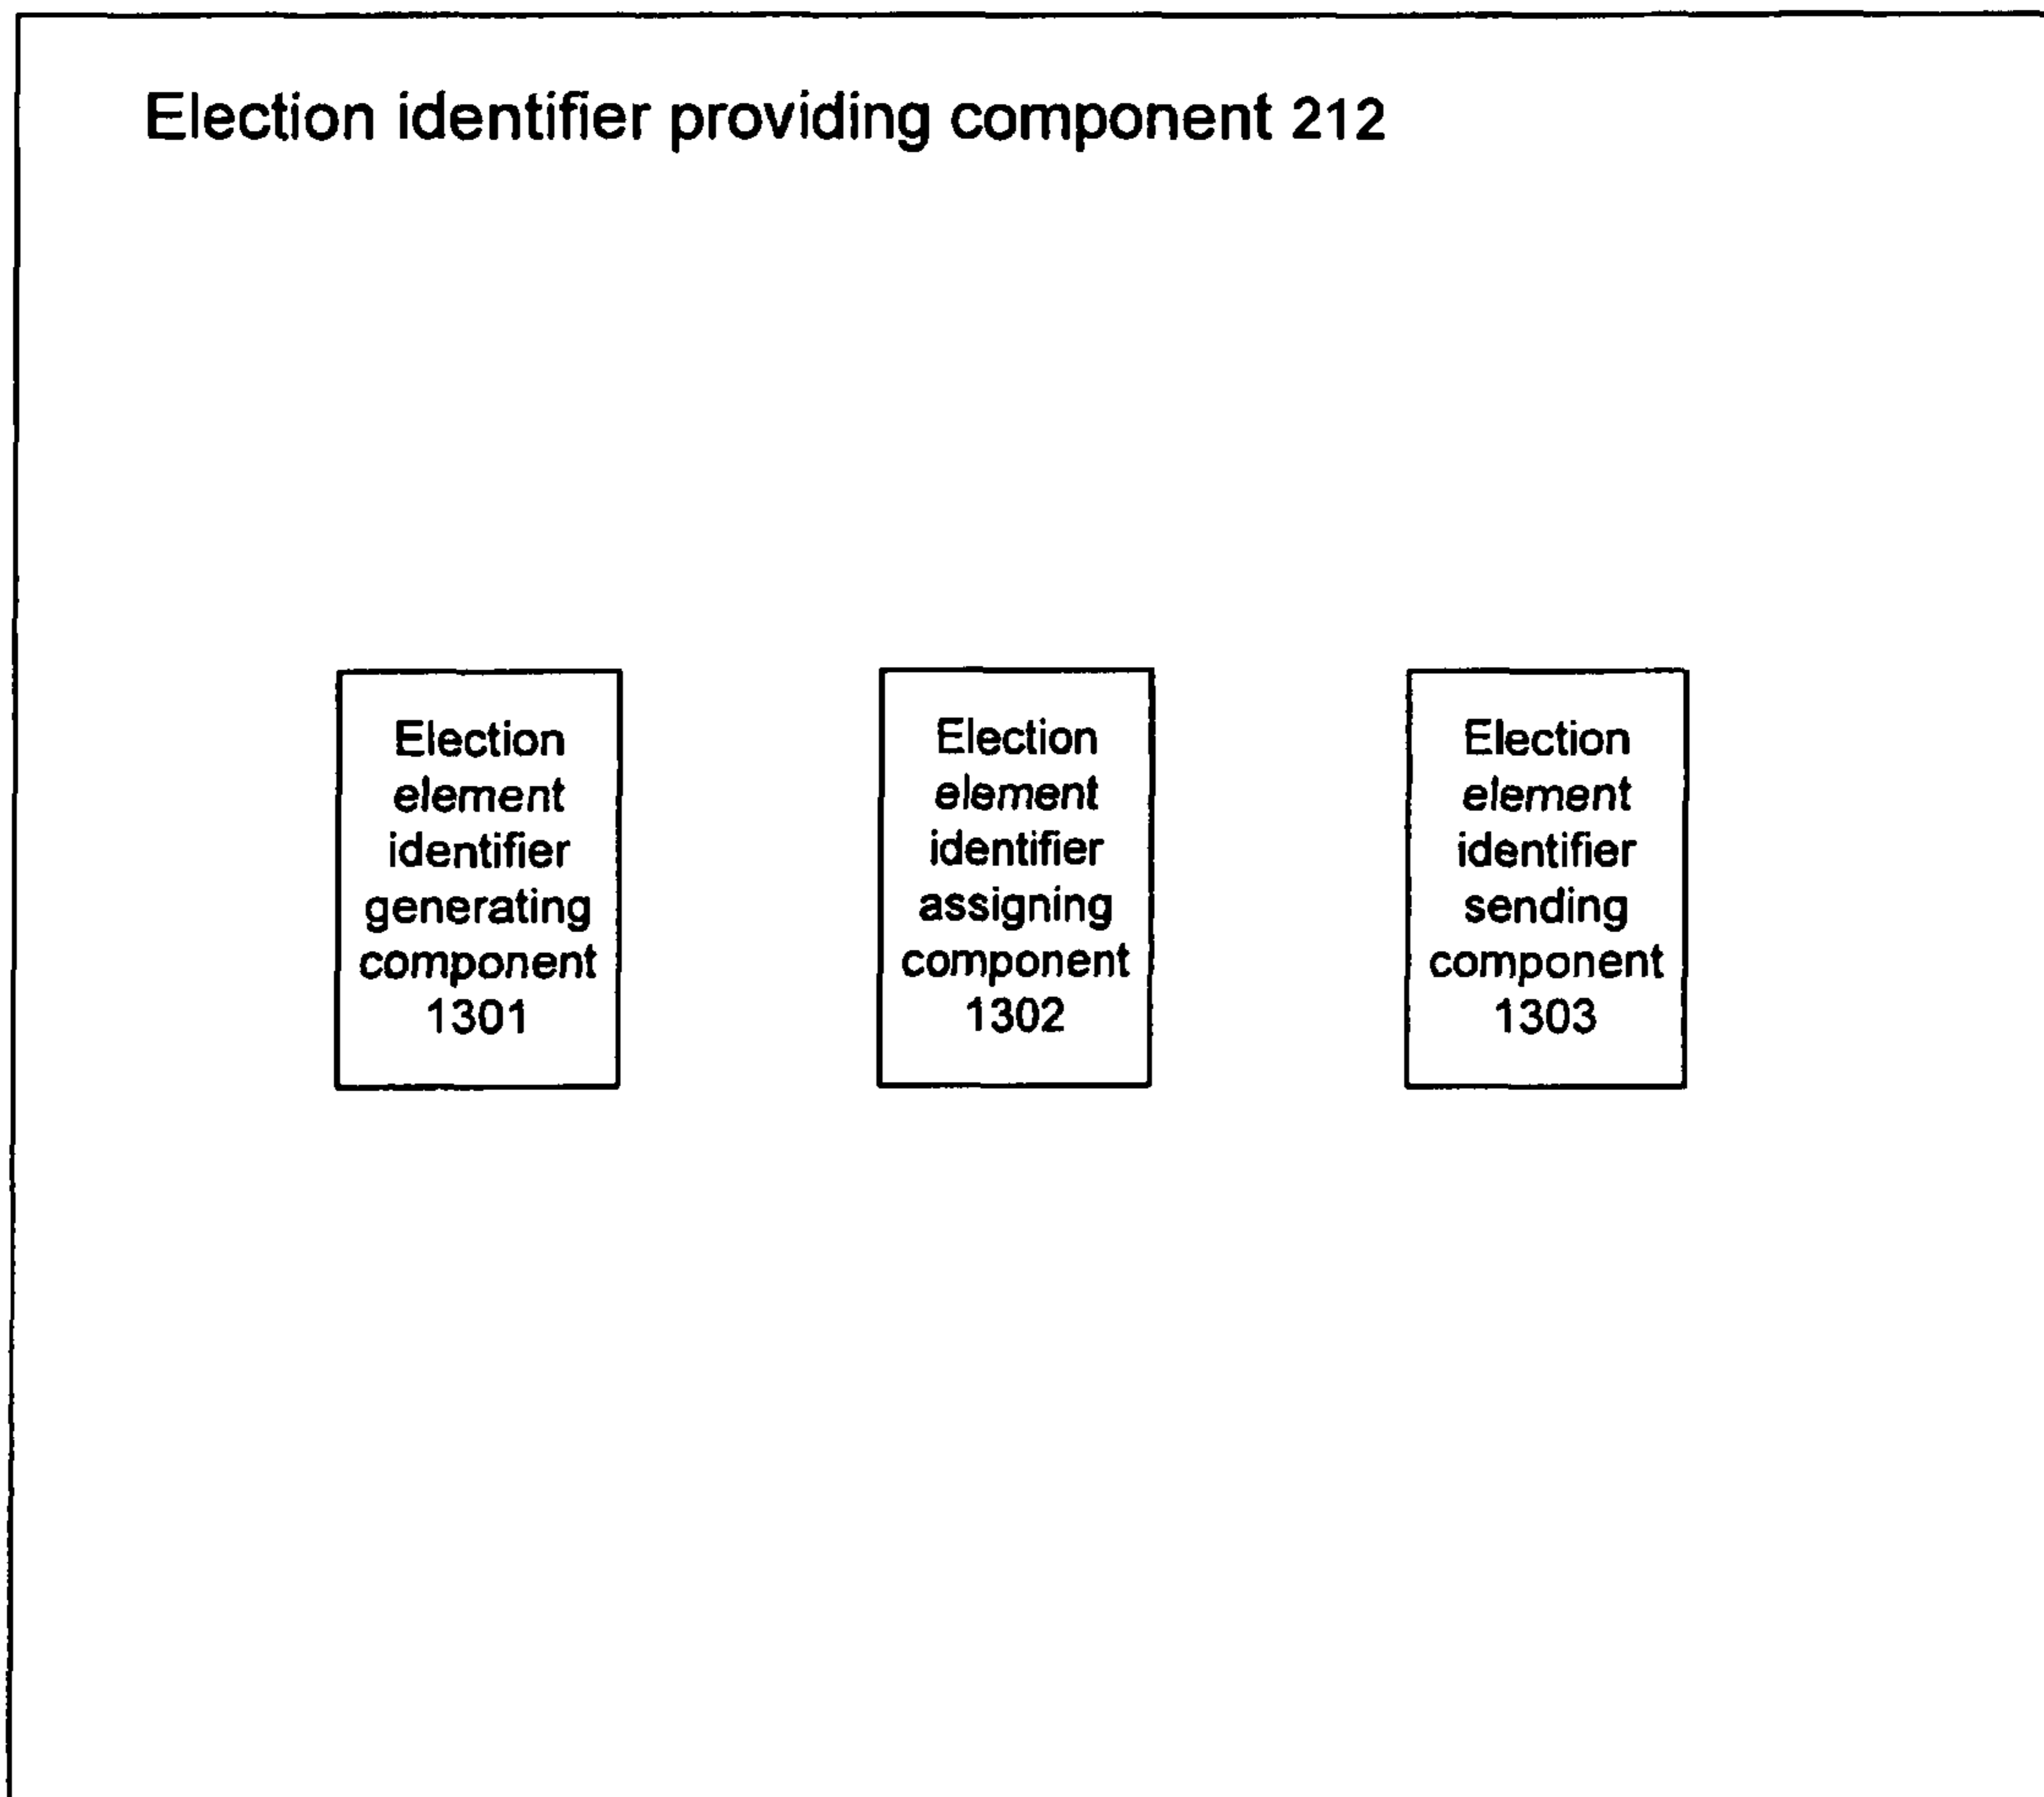 Election identifier providing component 212
Election
element
identifier
generating
component
1301
Election
element
identifier
assigning
component
1302
Election
element
identifier
sending
component
1303